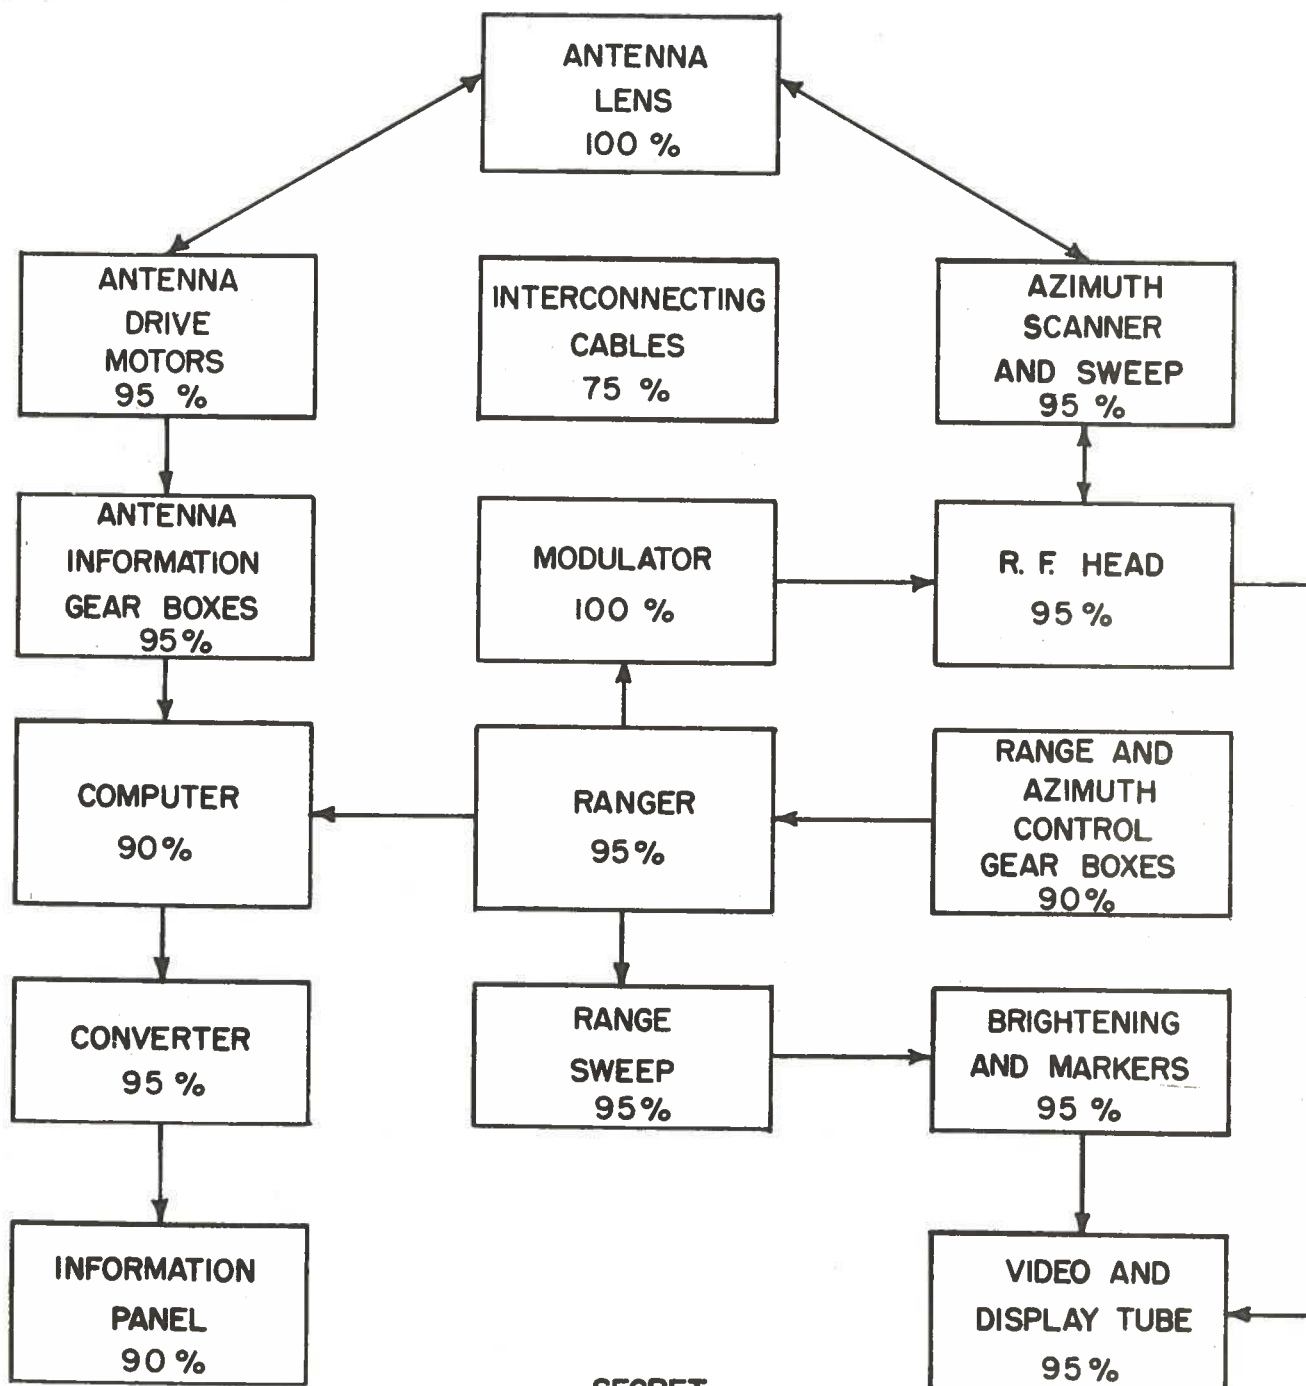 ANTENNA
LENS
100 %
ANTENNA
DRIVE
MOTORS
95 %
INTERCONNECTING
CABLES
75 %
AZIMUTH
SCANNER
AND SWEEP
95 %
ANTENNA
INFORMATION
GEAR BOXES
95%
MODULATOR
100 %
R. F. HEAD
95%
COMPUTER
90%
RANGER
95%
RANGE AND
AZIMUTH
CONTROL
GEAR BOXES
90%
CONVERTER
95 %
RANGE
SWEEP
95%
BRIGHTENING
AND MARKERS
95 %
INFORMATION
PANEL
90 %
VIDEO AND
DISPLAY TUBE
95%
SECRET